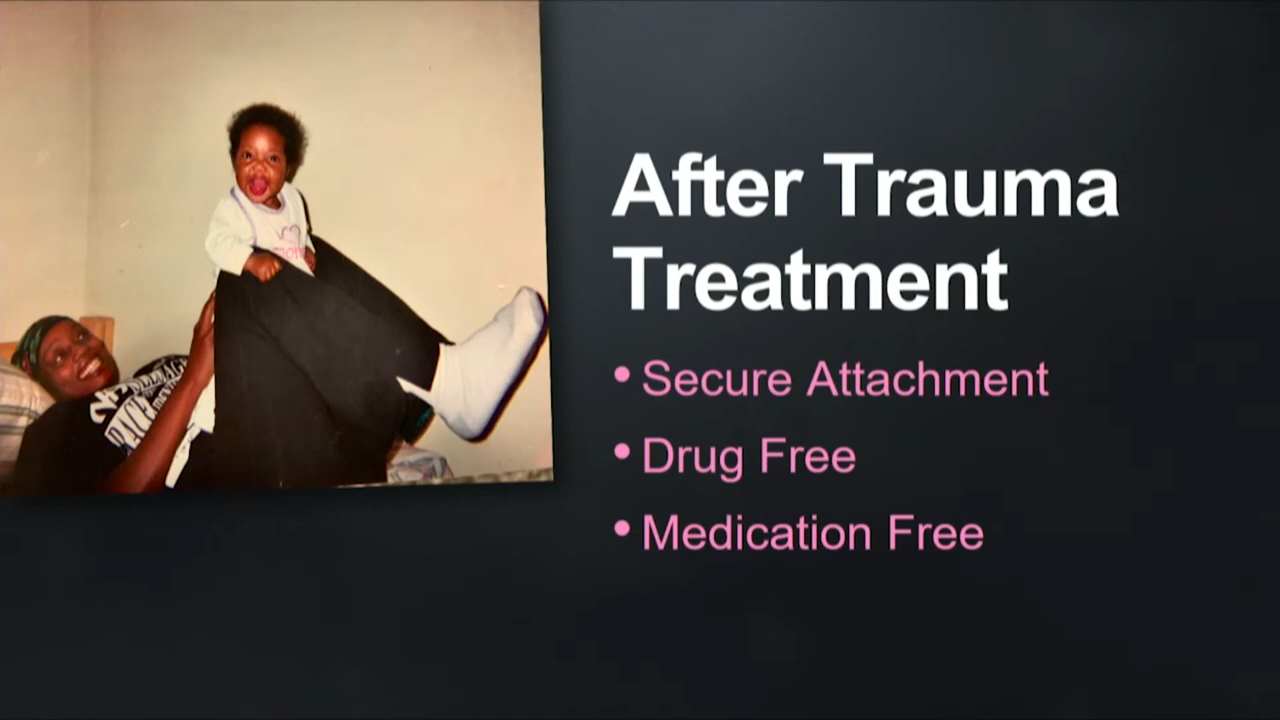 After Trauma
Treatment
• Secure Attachment
• Drug Free
• Medication Free